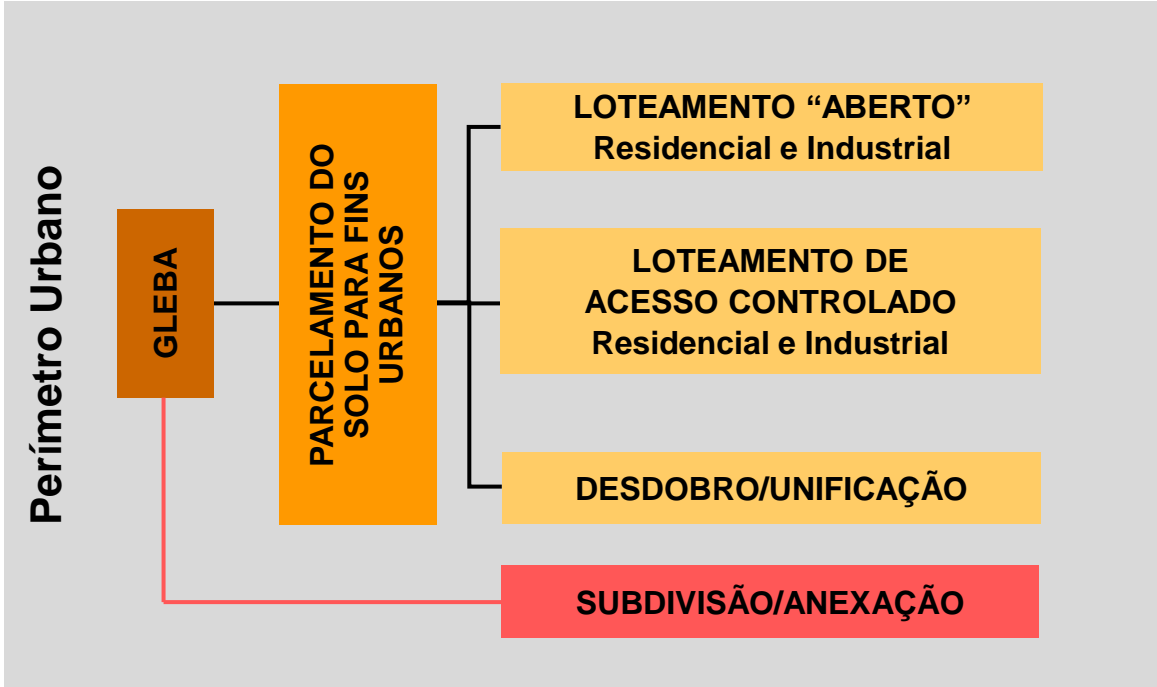 Perímetro Urbano
GLEBA
PARCELAMENTO DO
SOLO PARA FINS
URBANOS
LOTEAMENTO “ABERTO”
Residencial e Industrial
LOTEAMENTO DE
ACESSO CONTROLADO
Residencial e Industrial
DESDOBRO/UNIFICAÇÃO
SUBDIVISÃO/ANEXAÇÃO